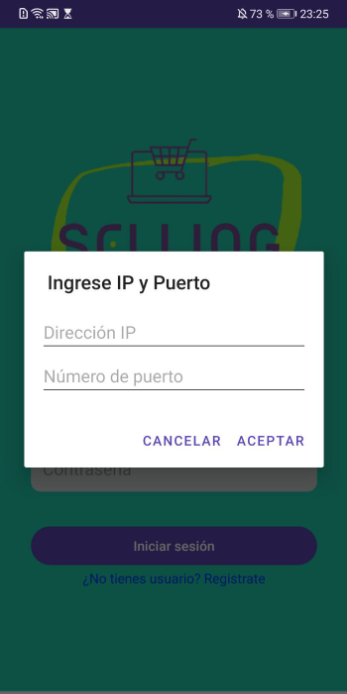 73 % 23:25
SELLING
Ingrese IP y Puerto
Dirección IP
Número de puerto
CANCELAR ACEPTAR
Contraseña
Iniciar sesión
¿No tienes usuario? Registrate